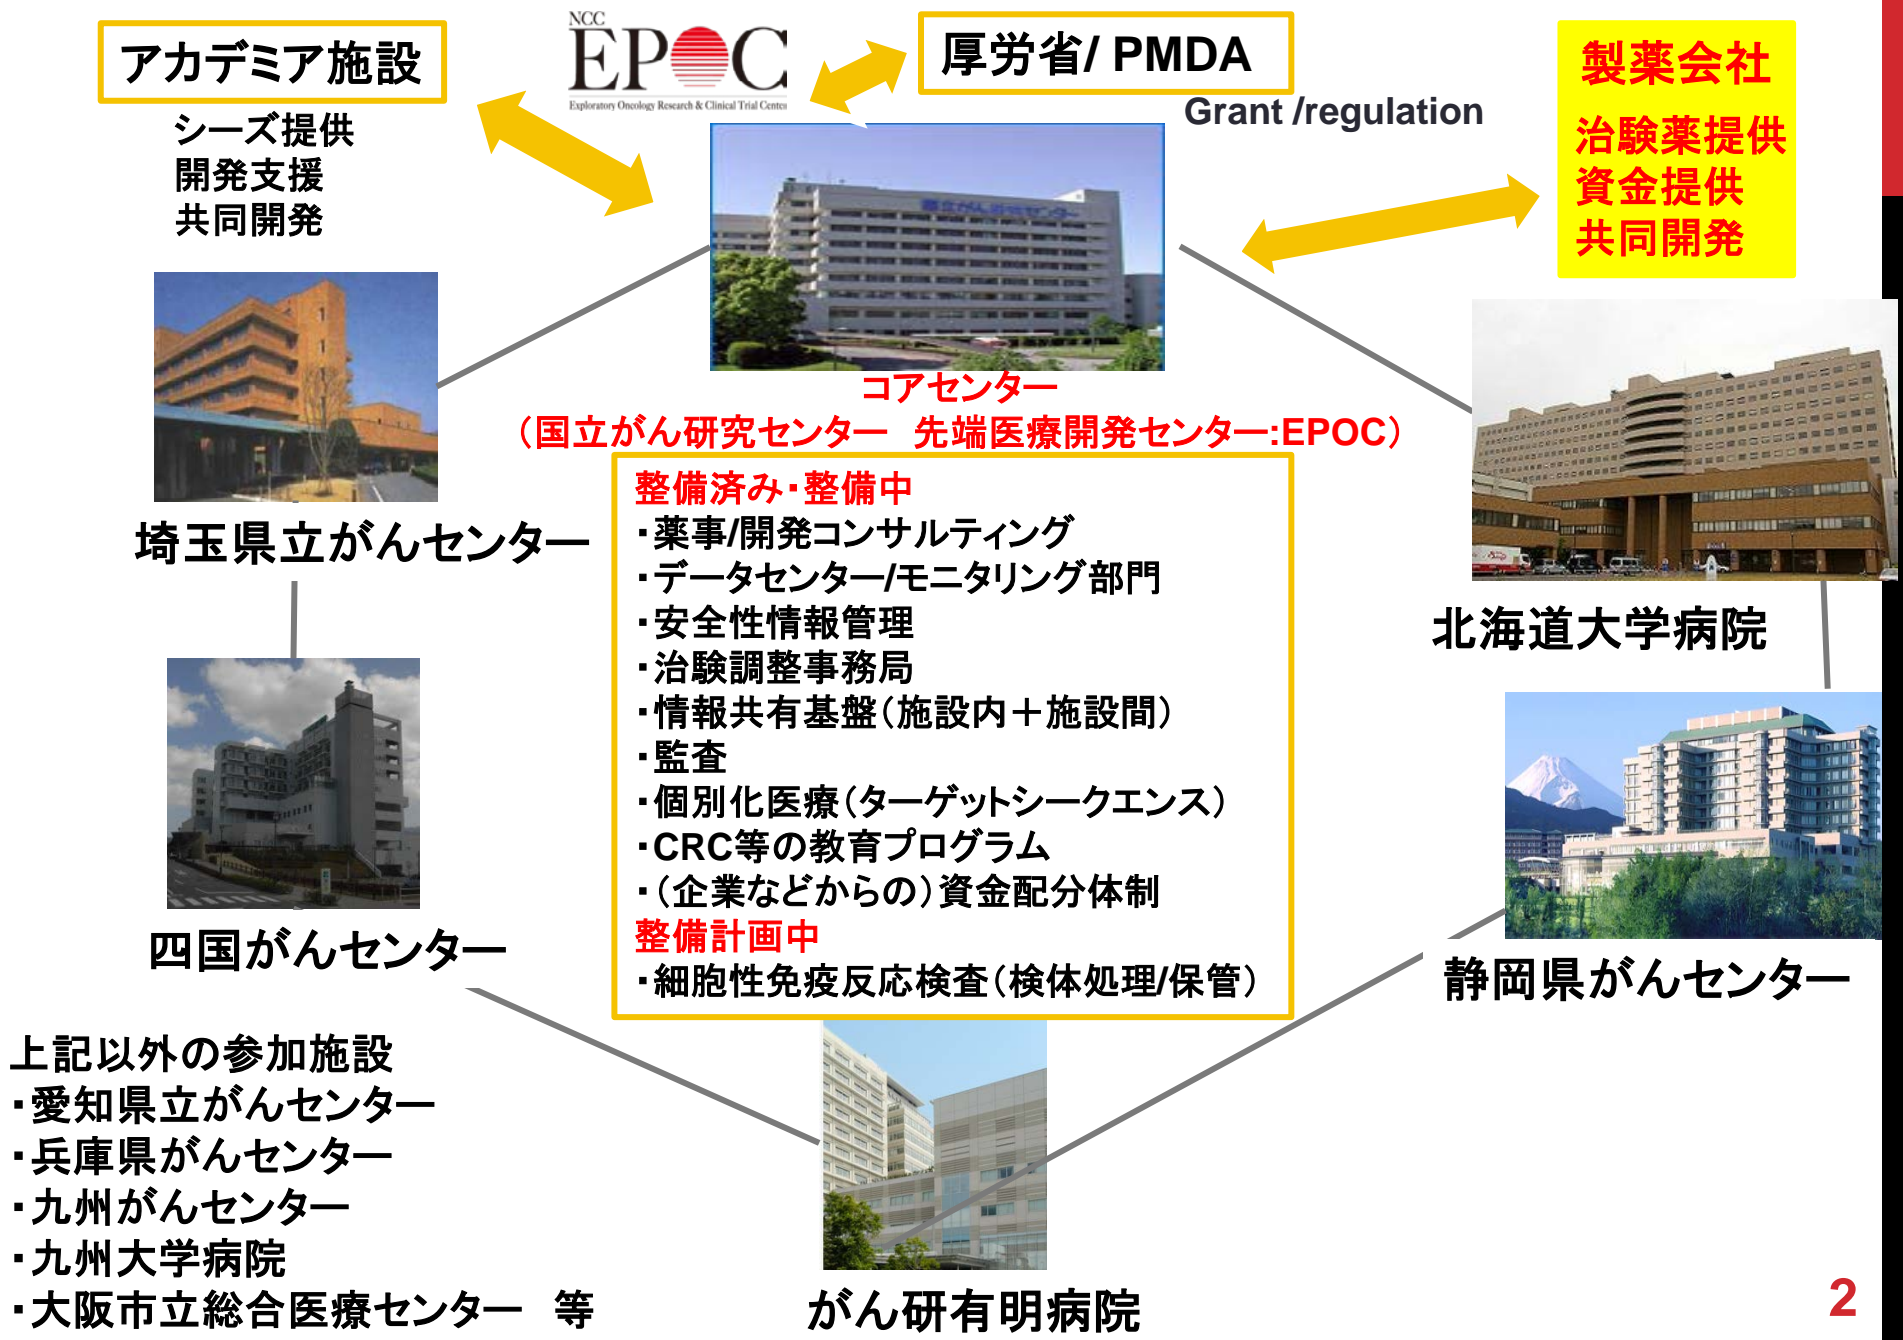 アカデミア施設
シーズ提供
開発支援
共同開発
NCC
EPOC
Exploratory Oncology Research & Clinical Trial Center
厚労省/ PMDA
Grant /regulation
製薬会社
治験薬提供
資金提供
共同開発
国立がん研究センター
コアセンター
（国立がん研究センター　先端医療開発センター:EPOC）
埼玉県立がんセンター
北海道大学病院
整備済み・整備中
・薬事/開発コンサルティング
・データセンター/モニタリング部門
・安全性情報管理
・治験調整事務局
・情報共有基盤（施設内＋施設間）
・監査
・個別化医療（ターゲットシークエンス）
・CRC等の教育プログラム
・（企業などからの）資金配分体制
整備計画中
・細胞性免疫反応検査（検体処理/保管）
四国がんセンター
静岡県がんセンター
上記以外の参加施設
・愛知県立がんセンター
・兵庫県がんセンター
・九州がんセンター
・九州大学病院
・大阪市立総合医療センター　等
がん研有明病院
2